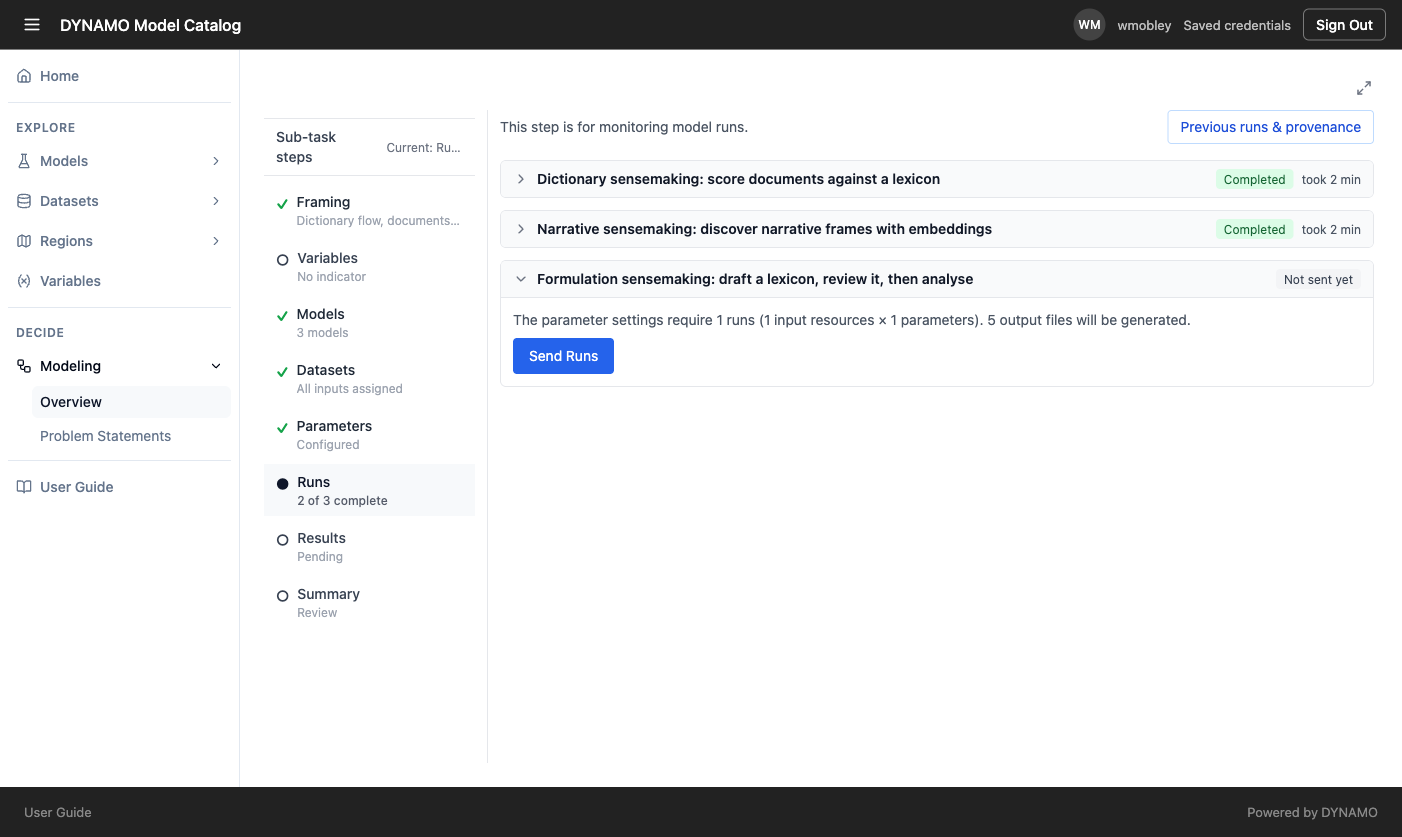 DYNAMO Model Catalog
WM
wmobley
Saved credentials
Sign Out
Home
EXPLORE
Models
Datasets
Regions
Variables
DECIDE
Modeling
Overview
Problem Statements
User Guide
Sub-task steps
Current: Ru...
Framing
Dictionary flow, documents...
Variables
No indicator
Models
3 models
Datasets
All inputs assigned
Parameters
Configured
Runs
2 of 3 complete
Results
Pending
Summary
Review
This step is for monitoring model runs.
Previous runs & provenance
Dictionary sensemaking: score documents against a lexicon
Completed
took 2 min
Narrative sensemaking: discover narrative frames with embeddings
Completed
took 2 min
Formulation sensemaking: draft a lexicon, review it, then analyse
Not sent yet
The parameter settings require 1 runs (1 input resources × 1 parameters). 5 output files will be generated.
Send Runs
User Guide
Powered by DYNAMO